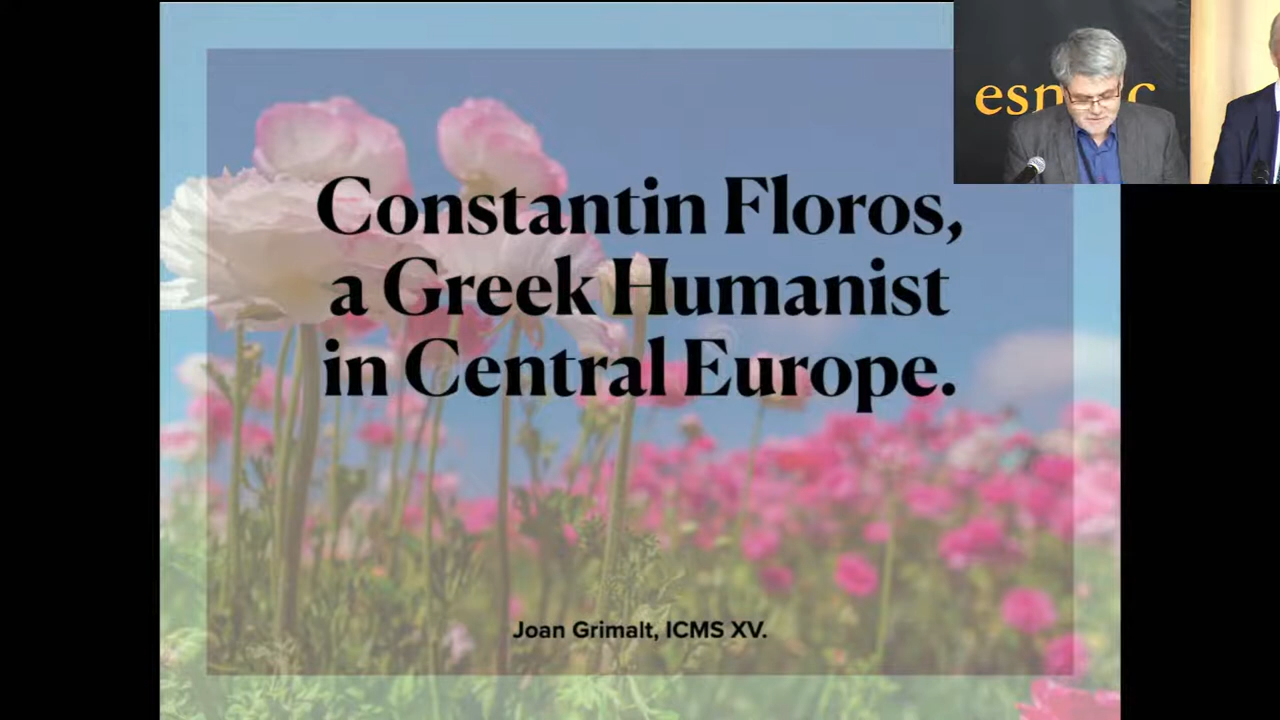 Constantin Floros,
a Greek Humanist
in Central Europe.
Joan Grimalt, ICMS XV.